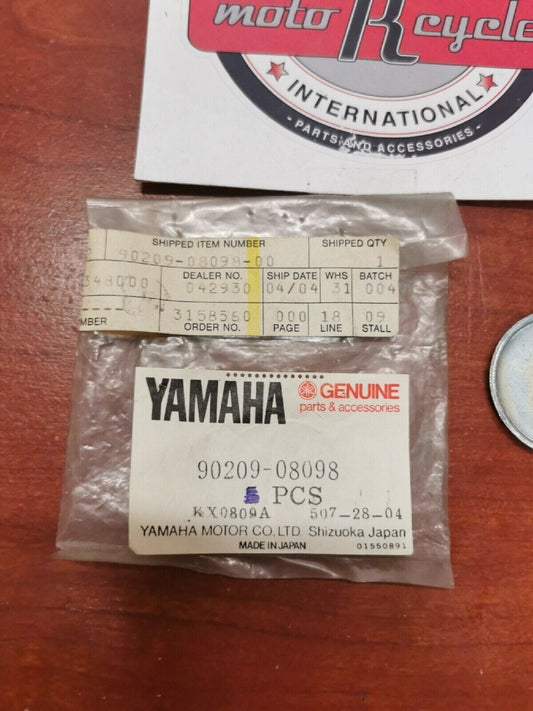 moto K cycle
INTERNATIONAL
- PARTS AND ACCESSORIES -
SHIPPED ITEM NUMBER SHIPPED QTY
90209-08098-00 1
DEALER NO. SHIP DATE WHS BATCH
348000 042930 04/04 31 004
3158560 000 18 09
MBER ORDER NO. PAGE LINE STALL
YAMAHA GENUINE
parts & accessories
90209-08098
PCS
KX0809A 507-28-04
YAMAHA MOTOR CO., LTD. Shizuoka Japan
MADE IN JAPAN 01550891